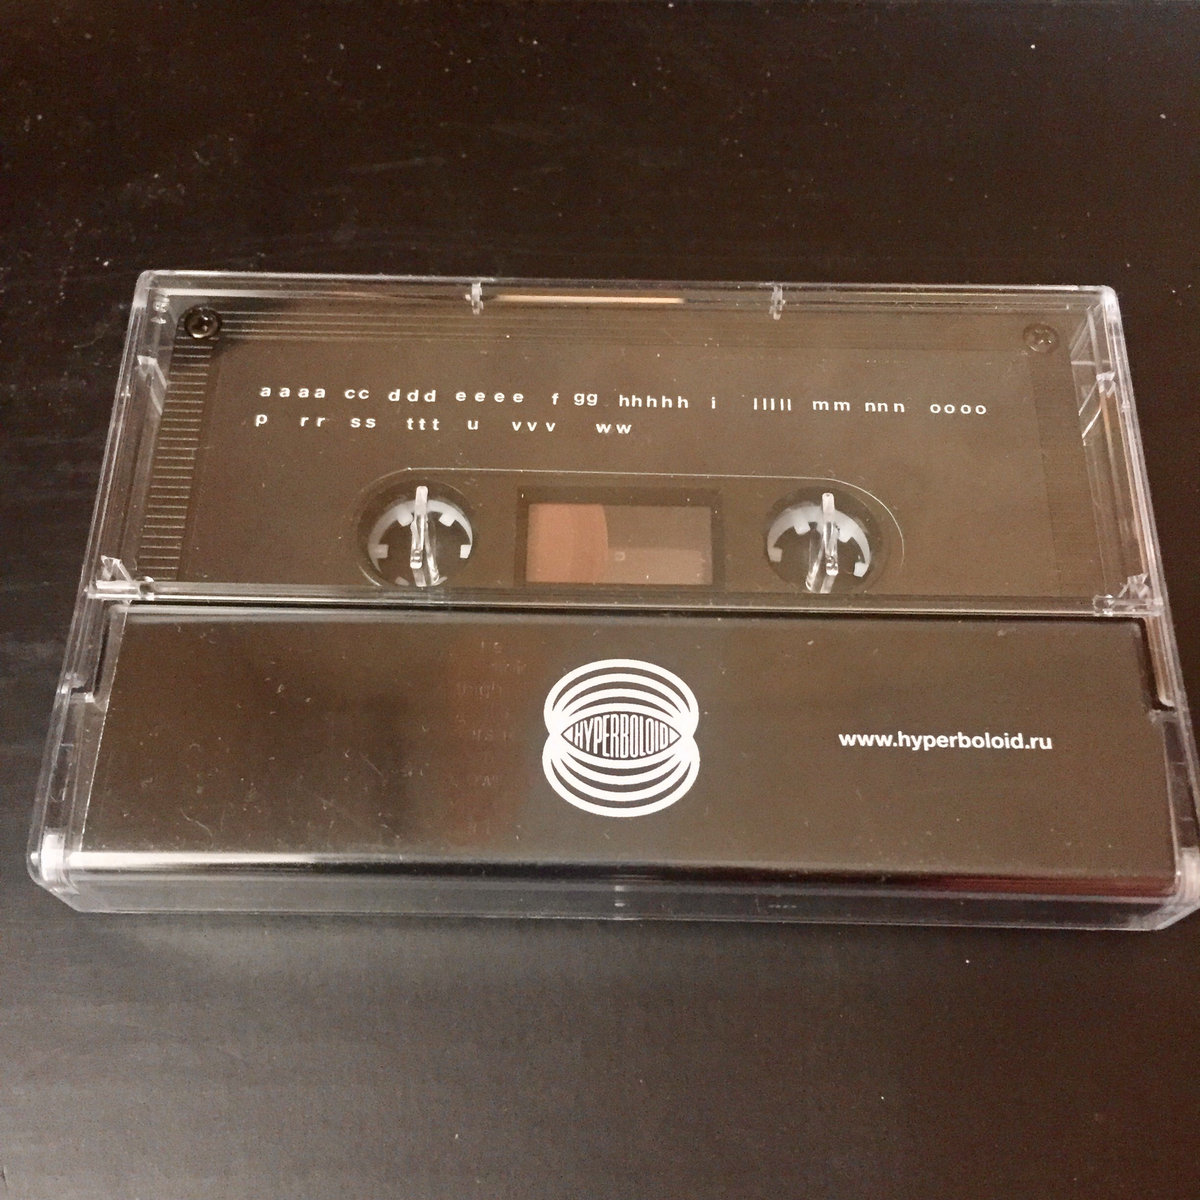 aaaa cc ddd eeee f gg hhhhh i lllll mm nnn oooo
p rr ss ttt u vvv ww
HYPERBOLOID
www.hyperboloid.ru